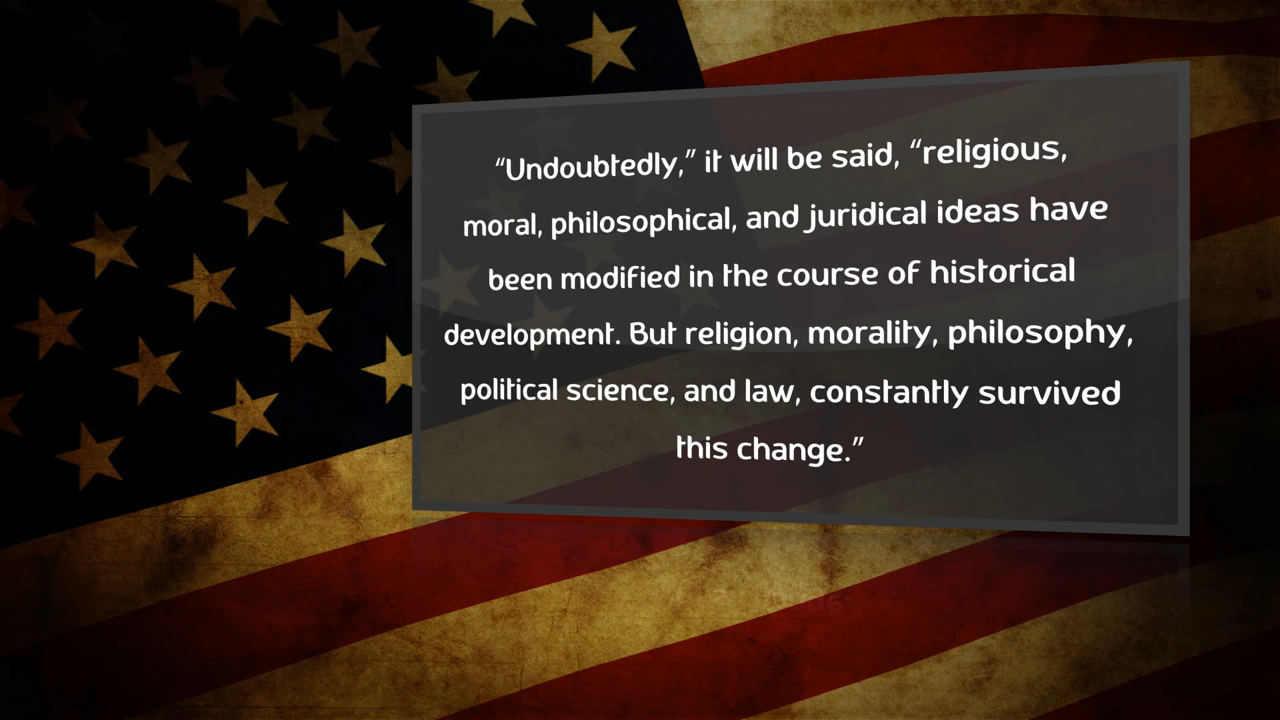 “Undoubtedly,” it will be said, “religious,
moral, philosophical, and juridical ideas have
been modified in the course of historical
development. But religion, morality, philosophy,
political science, and law, constantly survived
this change.”